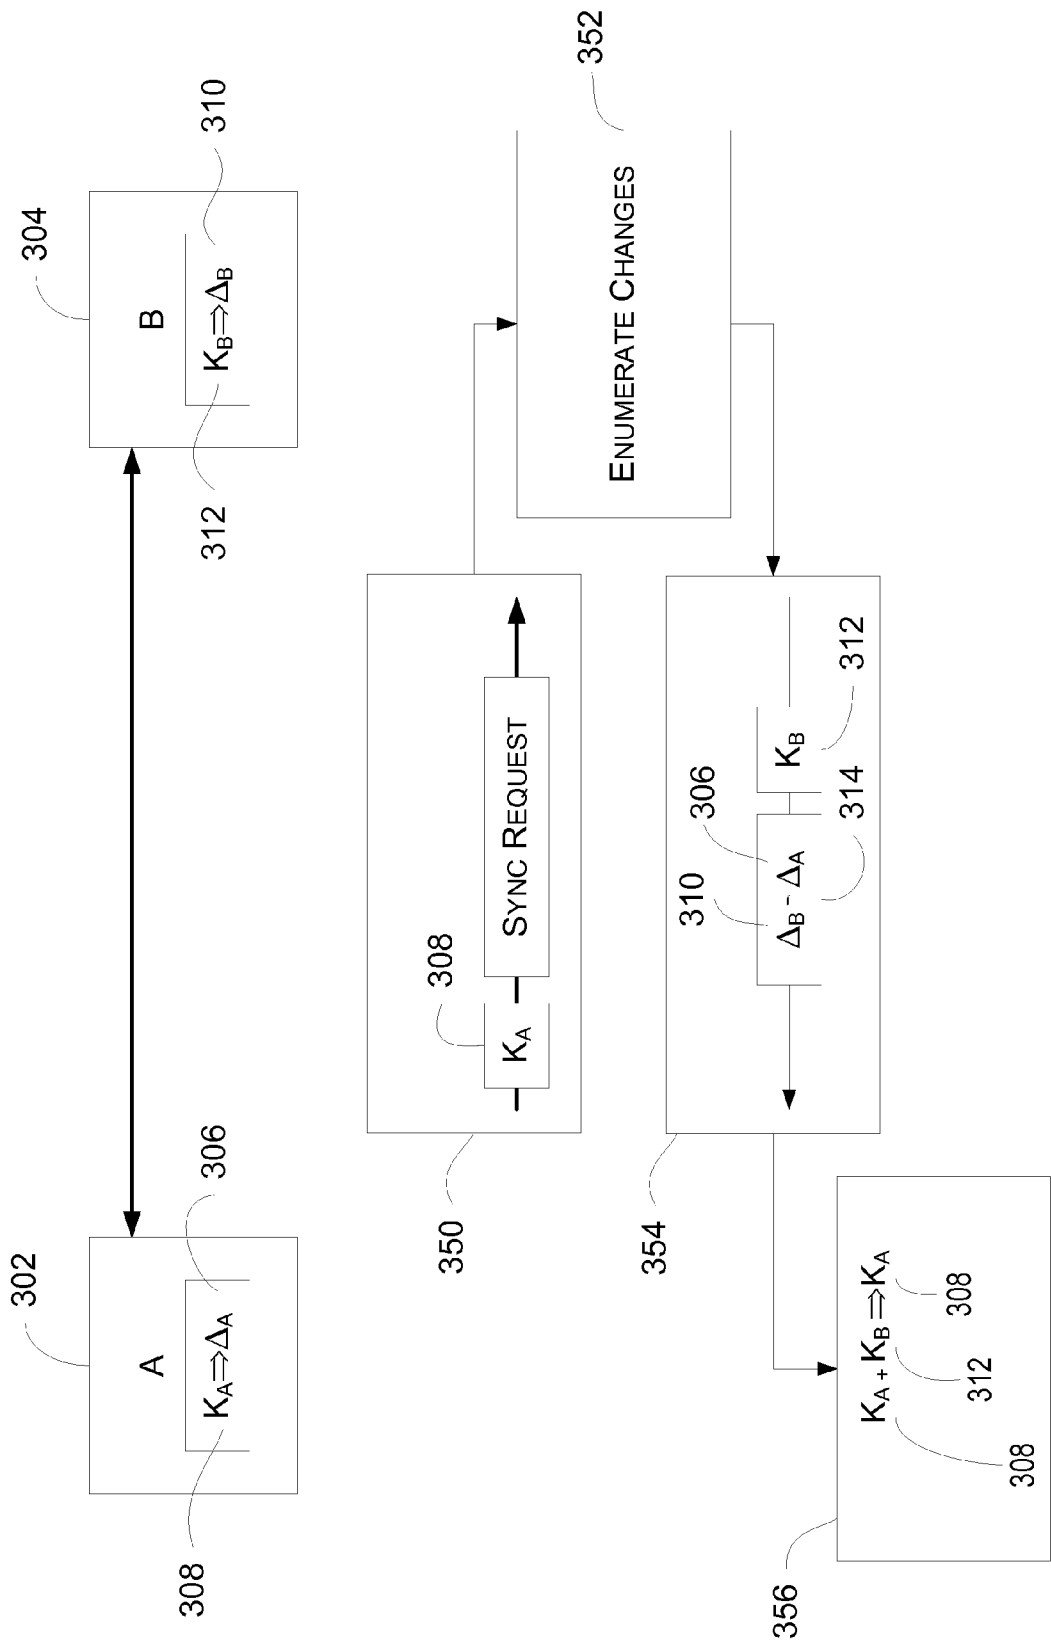 302
304
A
B
K_A⇒Δ_A
K_B⇒Δ_B
308
306
312
310
350
K_A
308
SYNC REQUEST
ENUMERATE CHANGES
352
354
310
306
Δ_B - Δ_A
K_B
314
312
356
K_A + K_B ⇒ K_A
308
312
308